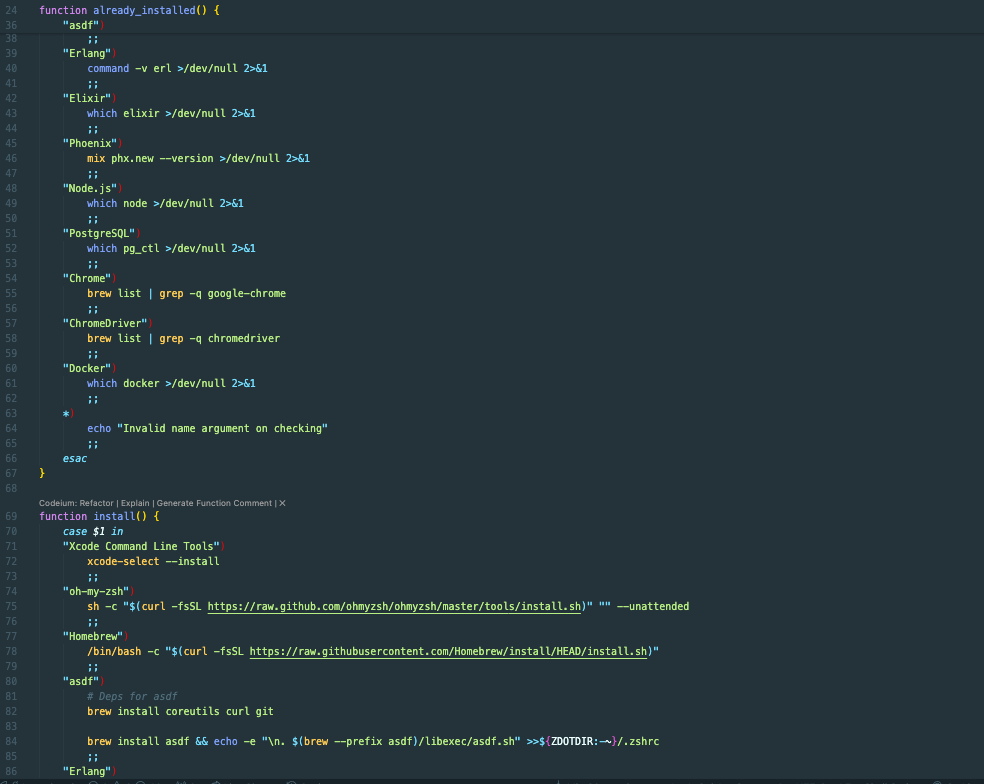 24 function already_installed() {
36 "asdf")
38 ;;
39 "Erlang")
40 command -v erl >/dev/null 2>&1
41 ;;
42 "Elixir")
43 which elixir >/dev/null 2>&1
44 ;;
45 "Phoenix")
46 mix phx.new --version >/dev/null 2>&1
47 ;;
48 "Node.js")
49 which node >/dev/null 2>&1
50 ;;
51 "PostgreSQL")
52 which pg_ctl >/dev/null 2>&1
53 ;;
54 "Chrome")
55 brew list | grep -q google-chrome
56 ;;
57 "ChromeDriver")
58 brew list | grep -q chromedriver
59 ;;
60 "Docker")
61 which docker >/dev/null 2>&1
62 ;;
63 *)
64 echo "Invalid name argument on checking"
65 ;;
66 esac
67 }
68
Codeium: Refactor | Explain | Generate Function Comment | ✕
69 function install() {
70 case $1 in
71 "Xcode Command Line Tools")
72 xcode-select --install
73 ;;
74 "oh-my-zsh")
75 sh -c "$(curl -fsSL https://raw.github.com/ohmyzsh/ohmyzsh/master/tools/install.sh)" "" --unattended
76 ;;
77 "Homebrew")
78 /bin/bash -c "$(curl -fsSL https://raw.githubusercontent.com/Homebrew/install/HEAD/install.sh)"
79 ;;
80 "asdf")
81 # Deps for asdf
82 brew install coreutils curl git
83
84 brew install asdf && echo -e "\n. $(brew --prefix asdf)/libexec/asdf.sh" >>${ZDOTDIR:-~}/.zshrc
85 ;;
86 "Erlang")